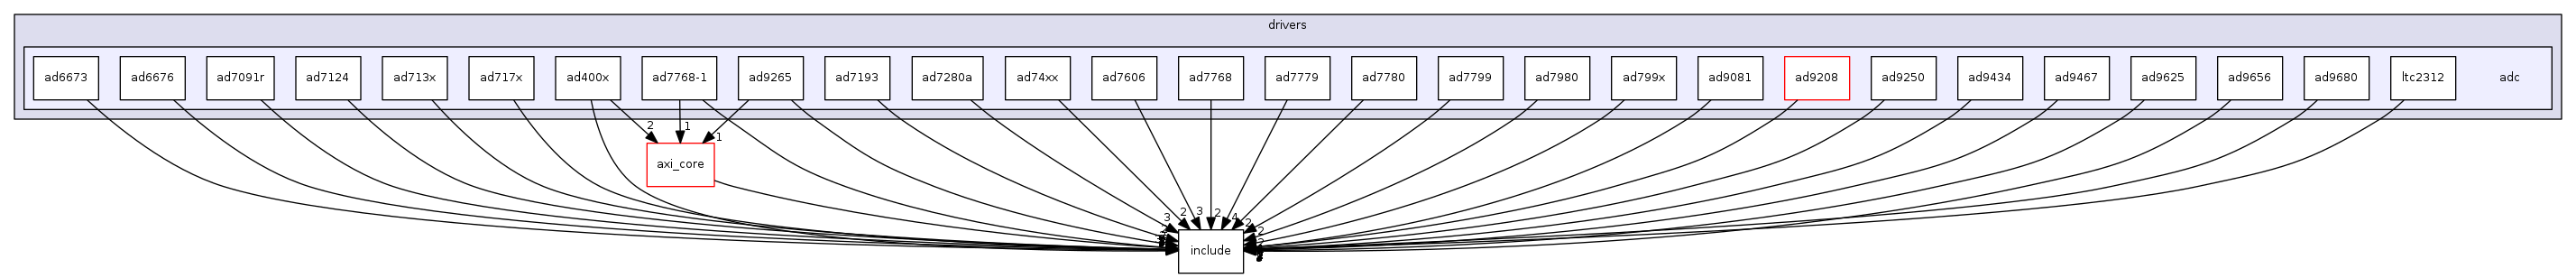 drivers
ad6673 ad6676 ad7091r ad7124 ad713x ad717x ad400x ad7768-1 ad9265 ad7193 ad7280a ad74xx ad7606 ad7768 ad7779 ad7780 ad7799 ad7980 ad799x ad9081 ad9208 ad9250 ad9434 ad9467 ad9625 ad9656 ad9680 ltc2312 adc
2 1 1
axi_core
3 2 3 2 4 2
2 2
include